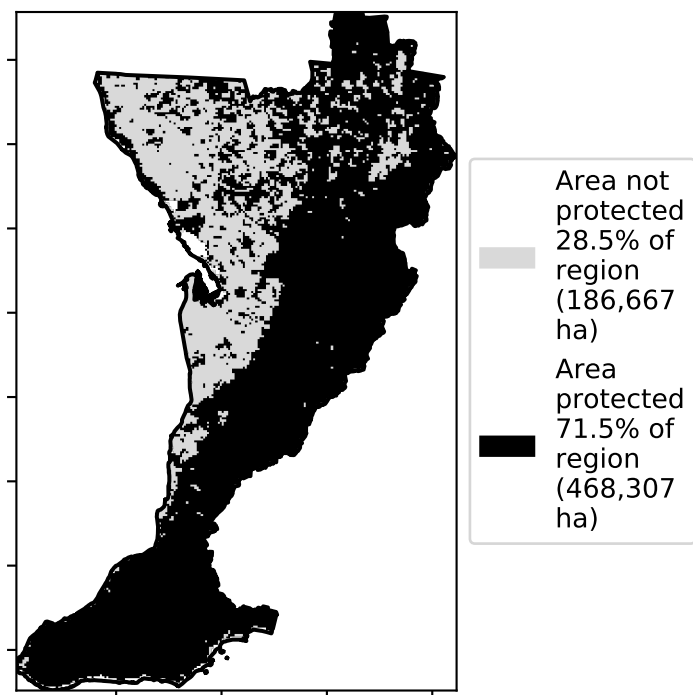 Area not
protected
28.5% of
region
(186,667
ha)
Area
protected
71.5% of
region
(468,307
ha)